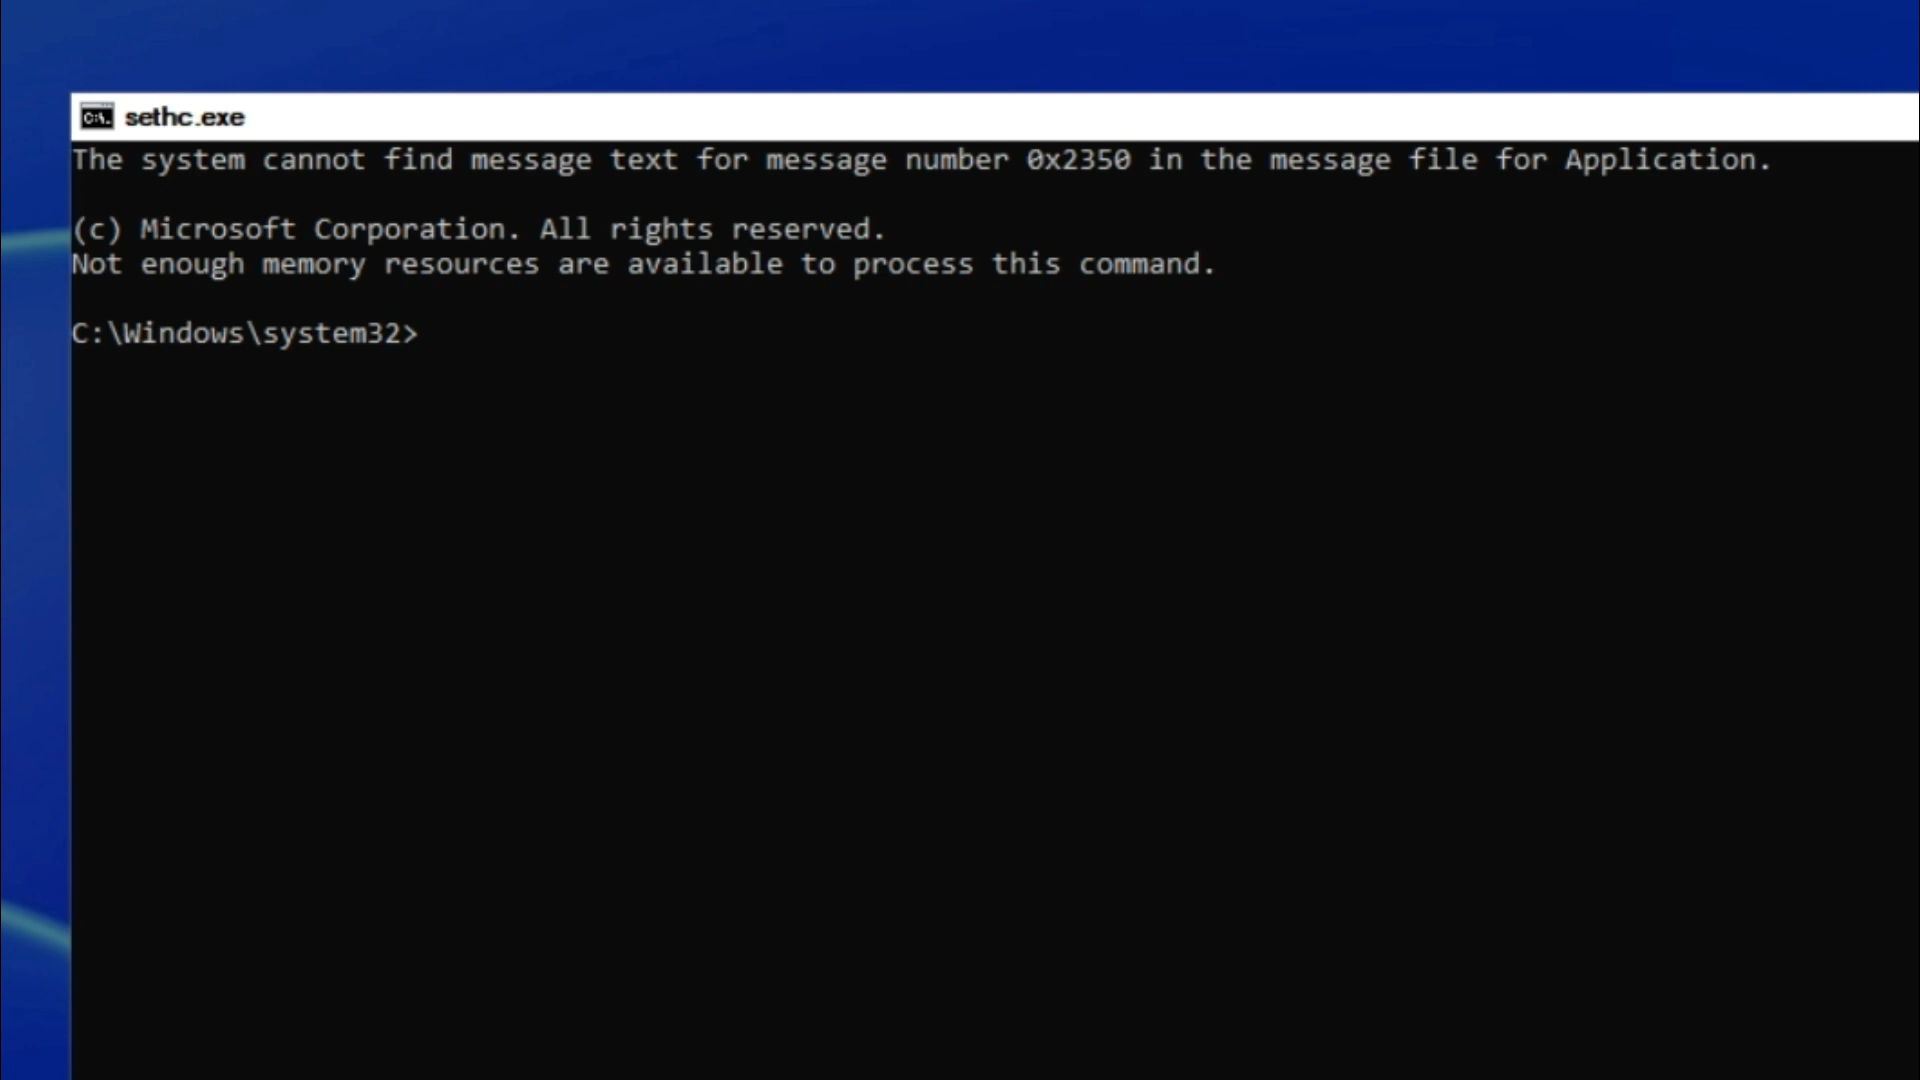 sethc.exe
The system cannot find message text for message number 0x2350 in the message file for Application.
(c) Microsoft Corporation. All rights reserved.
Not enough memory resources are available to process this command.
C:\Windows\system32>